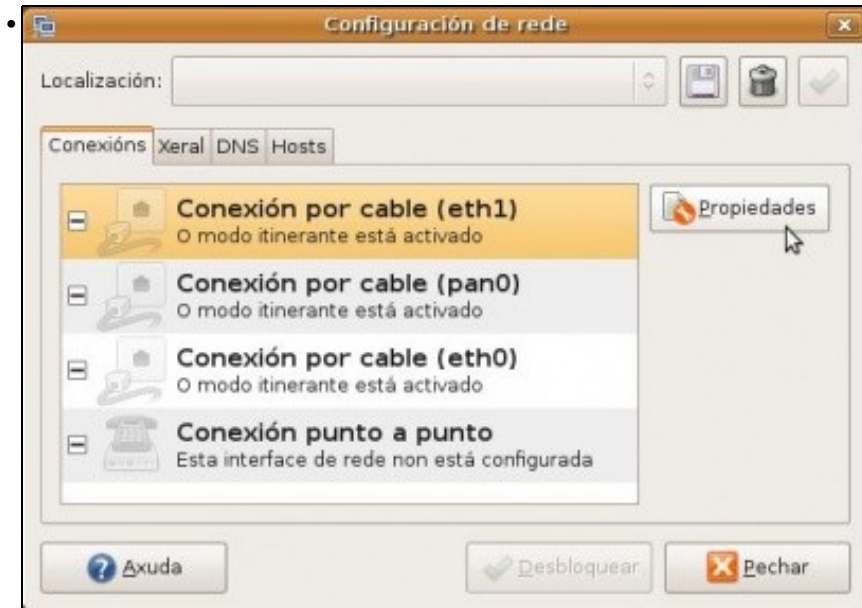 Configuración de rede
Localización:
Conexións Xeral DNS Hosts
Conexión por cable (eth1)
O modo itinerante está activado
Propiedades
Conexión por cable (pan0)
O modo itinerante está activado
Conexión por cable (eth0)
O modo itinerante está activado
Conexión punto a punto
Esta interface de rede non está configurada
Axuda
Desbloquear
Pechar